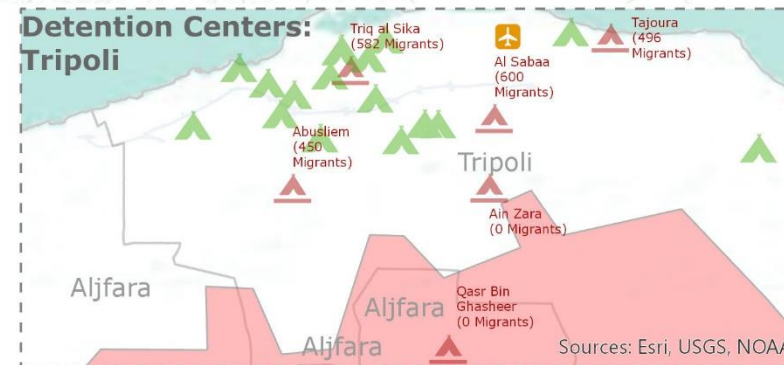 Detention Centers:
Tripoli
Triq al Sika
(582 Migrants)
Tajoura
(496
Migrants)
Al Sabaa
(600
Migrants)
Abusliem
(450
Migrants)
Tripoli
Ain Zara
(0 Migrants)
Aljfara
Aljfara
Qasr Bin
Ghasheer
(0 Migrants)
Aljfara
Sources: Esri, USGS, NOAA